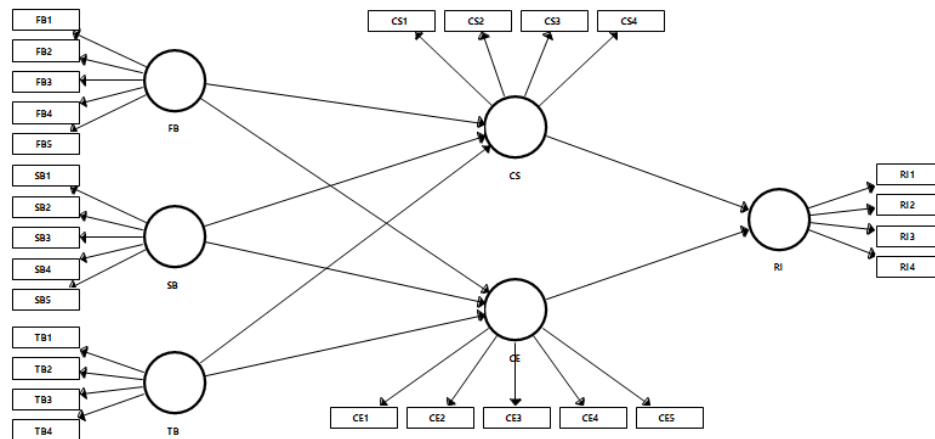 FB1
FB2
FB3
FB4
FB5
FB
SB1
SB2
SB3
SB4
SB5
SB
TB1
TB2
TB3
TB4
TB
CS1
CS2
CS3
CS4
CS
CE
CE1
CE2
CE3
CE4
CE5
RI
RI1
RI2
RI3
RI4